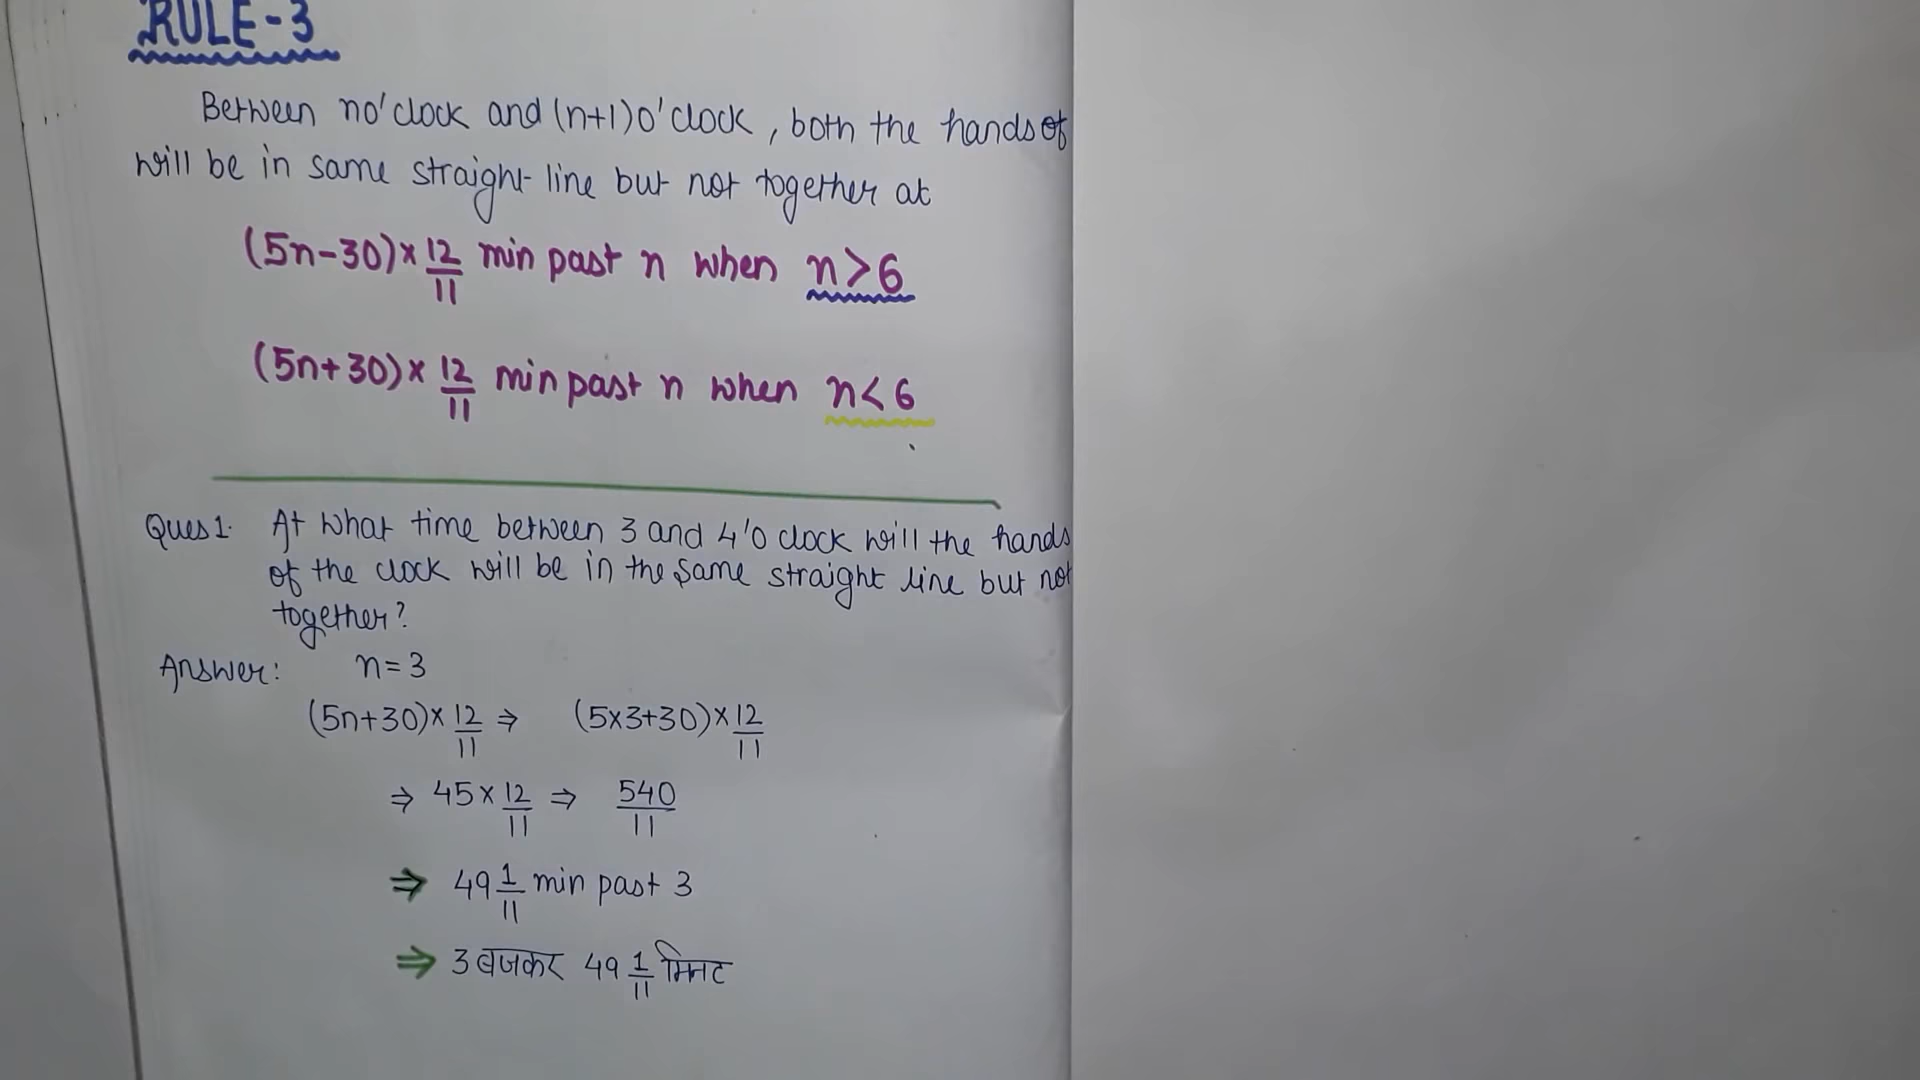 RULE-3
Between no'clock and (n+1)o'clock, both the hands of
will be in same straight line but not together at
(5n-30)×12/11 min past n when n>6
(5n+30)×12/11 min past n when n<6
Ques 1. At what time between 3 and 4'o clock will the hands
of the clock will be in the same straight line but not
together?
Answer: n=3
(5n+30)×12/11 ⇒ (5×3+30)×12/11
⇒ 45×12/11 ⇒ 540/11
⇒ 49 1/11 min past 3
⇒ 3 बजकर 49 1/11 मिनट